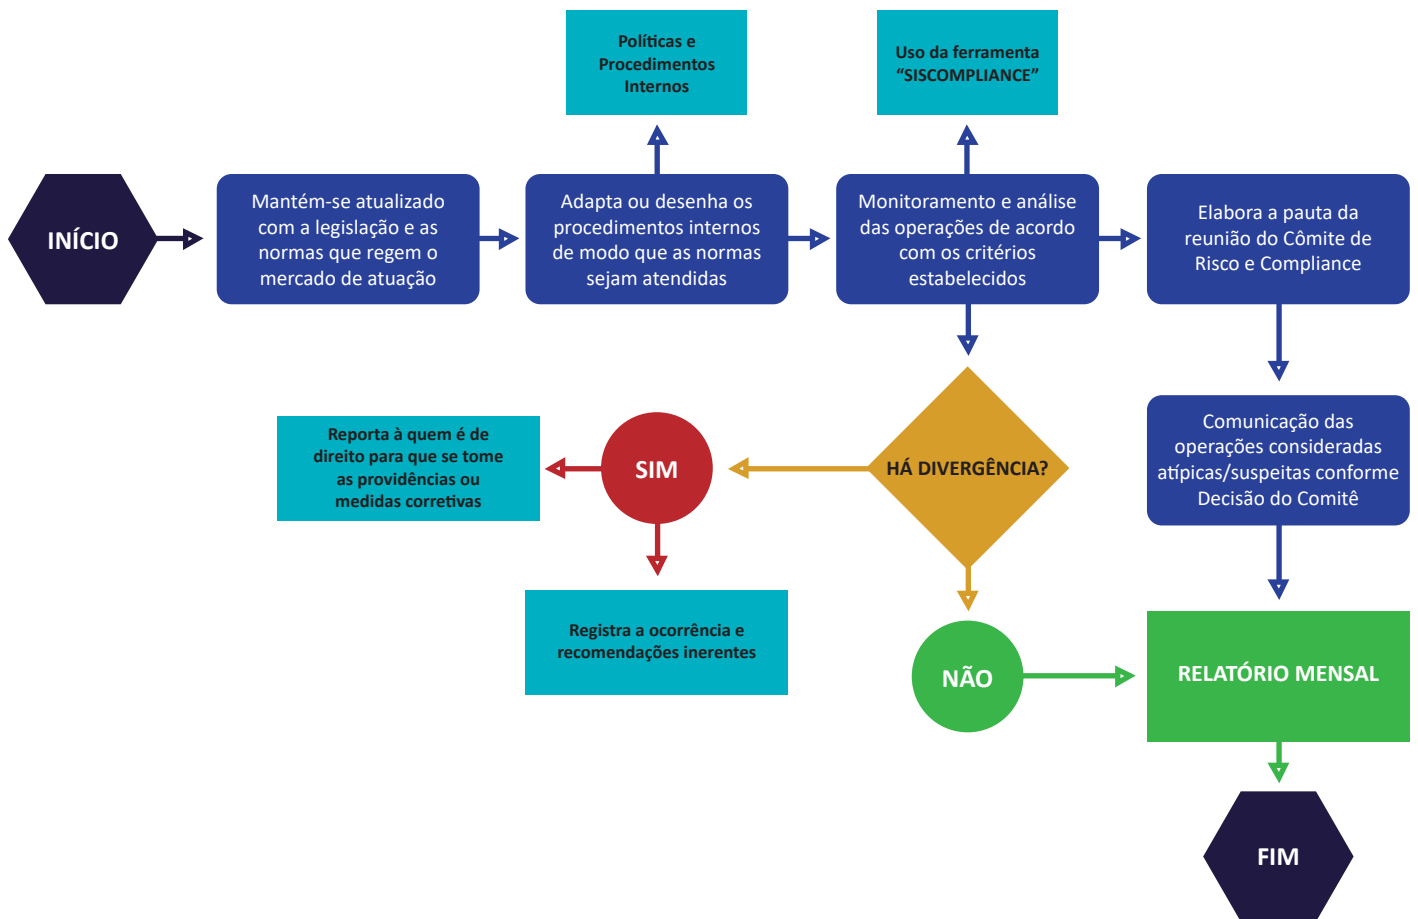 Políticas e
Procedimentos
Internos
Uso da ferramenta
“SISCOMPLIANCE”
INÍCIO
Mantém-se atualizado
com a legislação e as
normas que regem o
mercado de atuação
Adapta ou desenha os
procedimentos internos
de modo que as normas
sejam atendidas
Monitoramento e análise
das operações de acordo
com os critérios
estabelecidos
Elabora a pauta da
reunião do Cômite de
Risco e Compliance
HÁ DIVERGÊNCIA?
SIM
Reporta à quem é de
direito para que se tome
as providências ou
medidas corretivas
Registra a ocorrência e
recomendações inerentes
Comunicação das
operações consideradas
atípicas/suspeitas conforme
Decisão do Comitê
NÃO
RELATÓRIO MENSAL
FIM